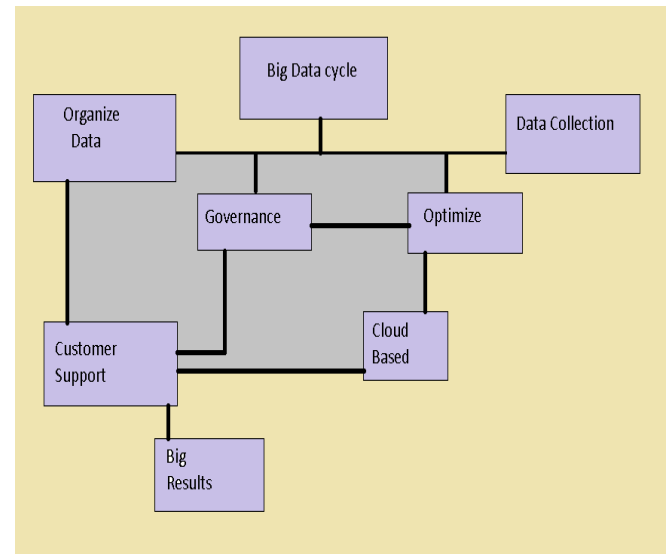 Big Data cycle
Organize
Data
Data Collection
Governance
Optimize
Customer
Support
Cloud
Based
Big
Results